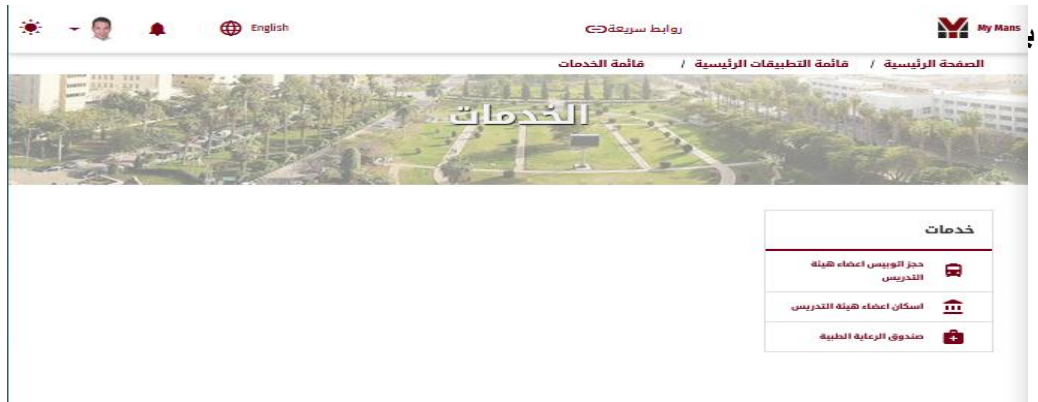 My Mans
روابط سريعة
English
الصفحة الرئيسية / قائمة التطبيقات الرئيسية / قائمة الخدمات
الخدمات
خدمات
حجز اتوبيس اعضاء هيئة
التدريس
اسكان اعضاء هيئة التدريس
صندوق الرعاية الطبية